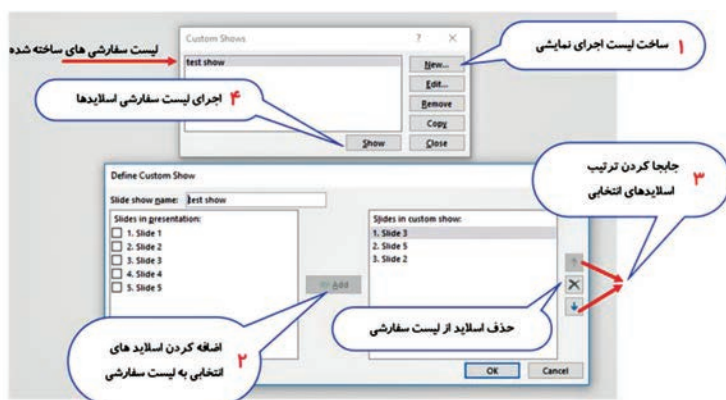 Custom Shows
? ×
لیست سفارشی های ساخته شده
test show
New...
۱ ساخت لیست اجرای نمایشی
Edit...
Remove
۴ اجرای لیست سفارشی اسلایدها
Copy
Show
Close
Define Custom Show
Slide show name: test show
Slides in presentation:
1. Slide 1
2. Slide 2
3. Slide 3
4. Slide 4
5. Slide 5
Add
Slides in custom show:
1. Slide 3
2. Slide 5
3. Slide 2
۳ جابجا کردن ترتیب
اسلایدهای انتخابی
حذف اسلاید از لیست سفارشی
۲ اضافه کردن اسلاید های
انتخابی به لیست سفارشی
OK
Cancel